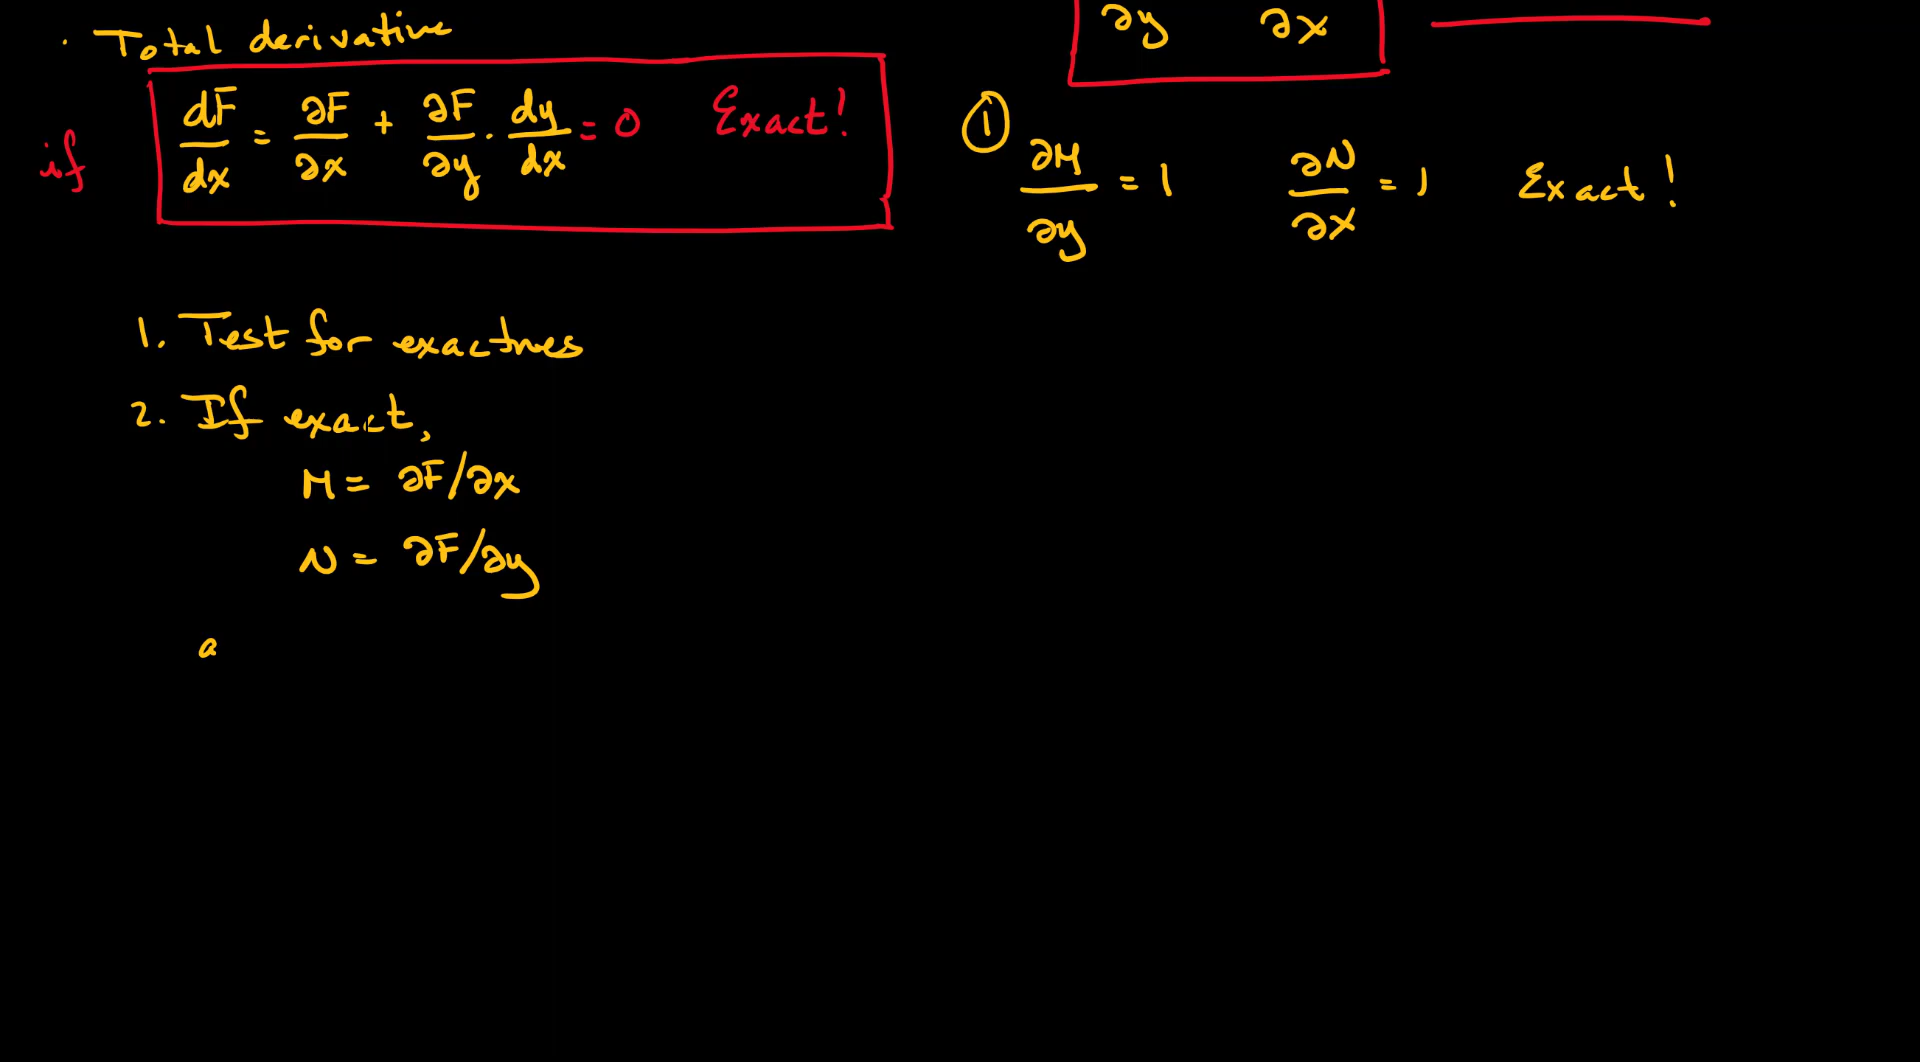 · Total derivative
if dF/dx = ∂F/∂x + ∂F/∂y · dy/dx = 0 Exact!
1. Test for exactnes
2. If exact,
M = ∂F/∂x
N = ∂F/∂y
a
∂y ∂x
① ∂M/∂y = 1 ∂N/∂x = 1 Exact!